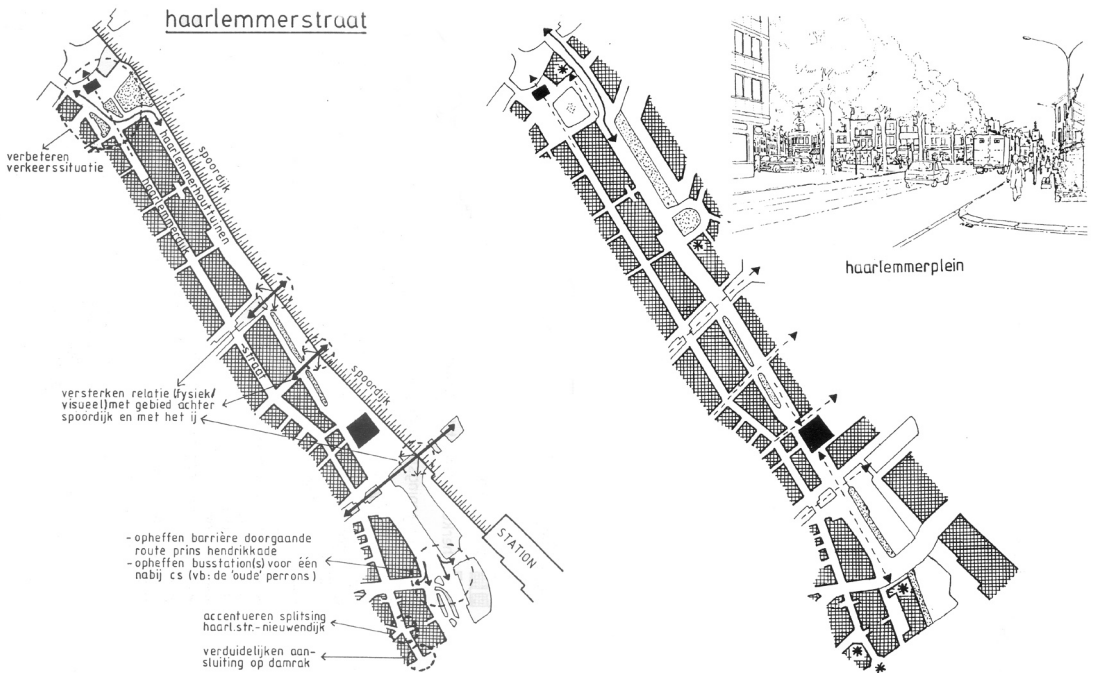 haarlemmerstraat
verbeteren
verkeerssituatie
spoordijk
haarlemmerhouttuinen
haarlemmerdijk
haarlemmerplein
-straat
spoordijk
versterken relatie (fysiek/
visueel) met gebied achter
spoordijk en met het ij
STATION
- opheffen barrière doorgaande
route prins hendrikkade
- opheffen busstation(s) voor één
nabij cs (vb: de 'oude' perrons)
accentueren splitsing
haarl.str.-nieuwendijk
verduidelijken aan-
sluiting op damrak